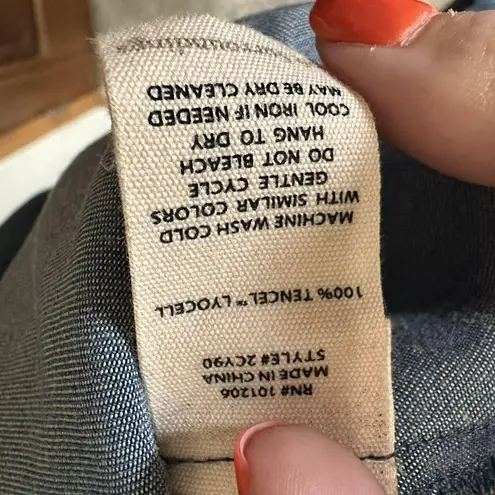 RN# 101206
MADE IN CHINA
STYLE# 2CY90
100% TENCEL™ LYOCELL
MACHINE WASH COLD
WITH SIMILAR COLORS
GENTLE CYCLE
DO NOT BLEACH
HANG TO DRY
COOL IRON IF NEEDED
MAY BE DRY CLEANED
surroundings